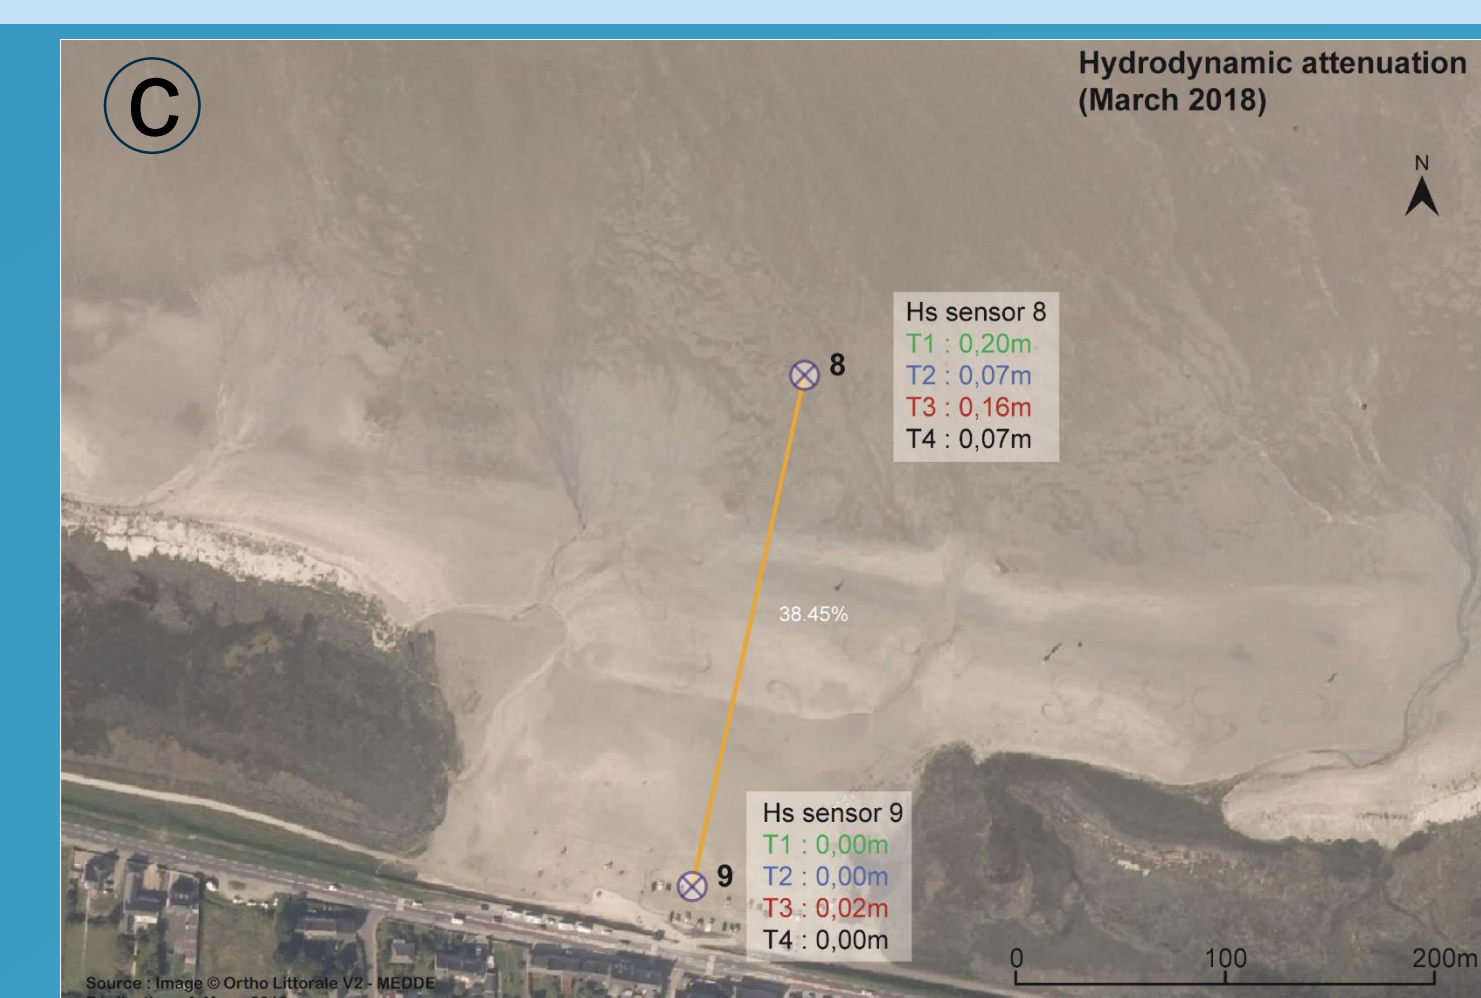 C
Hydrodynamic attenuation
(March 2018)
N
Hs sensor 8
T1 : 0,20m
T2 : 0,07m
T3 : 0,16m
T4 : 0,07m
8
38.45%
Hs sensor 9
T1 : 0,00m
T2 : 0,00m
T3 : 0,02m
T4 : 0,00m
9
0 100 200m
Source : Image © Ortho Littorale V2 - MEDDE